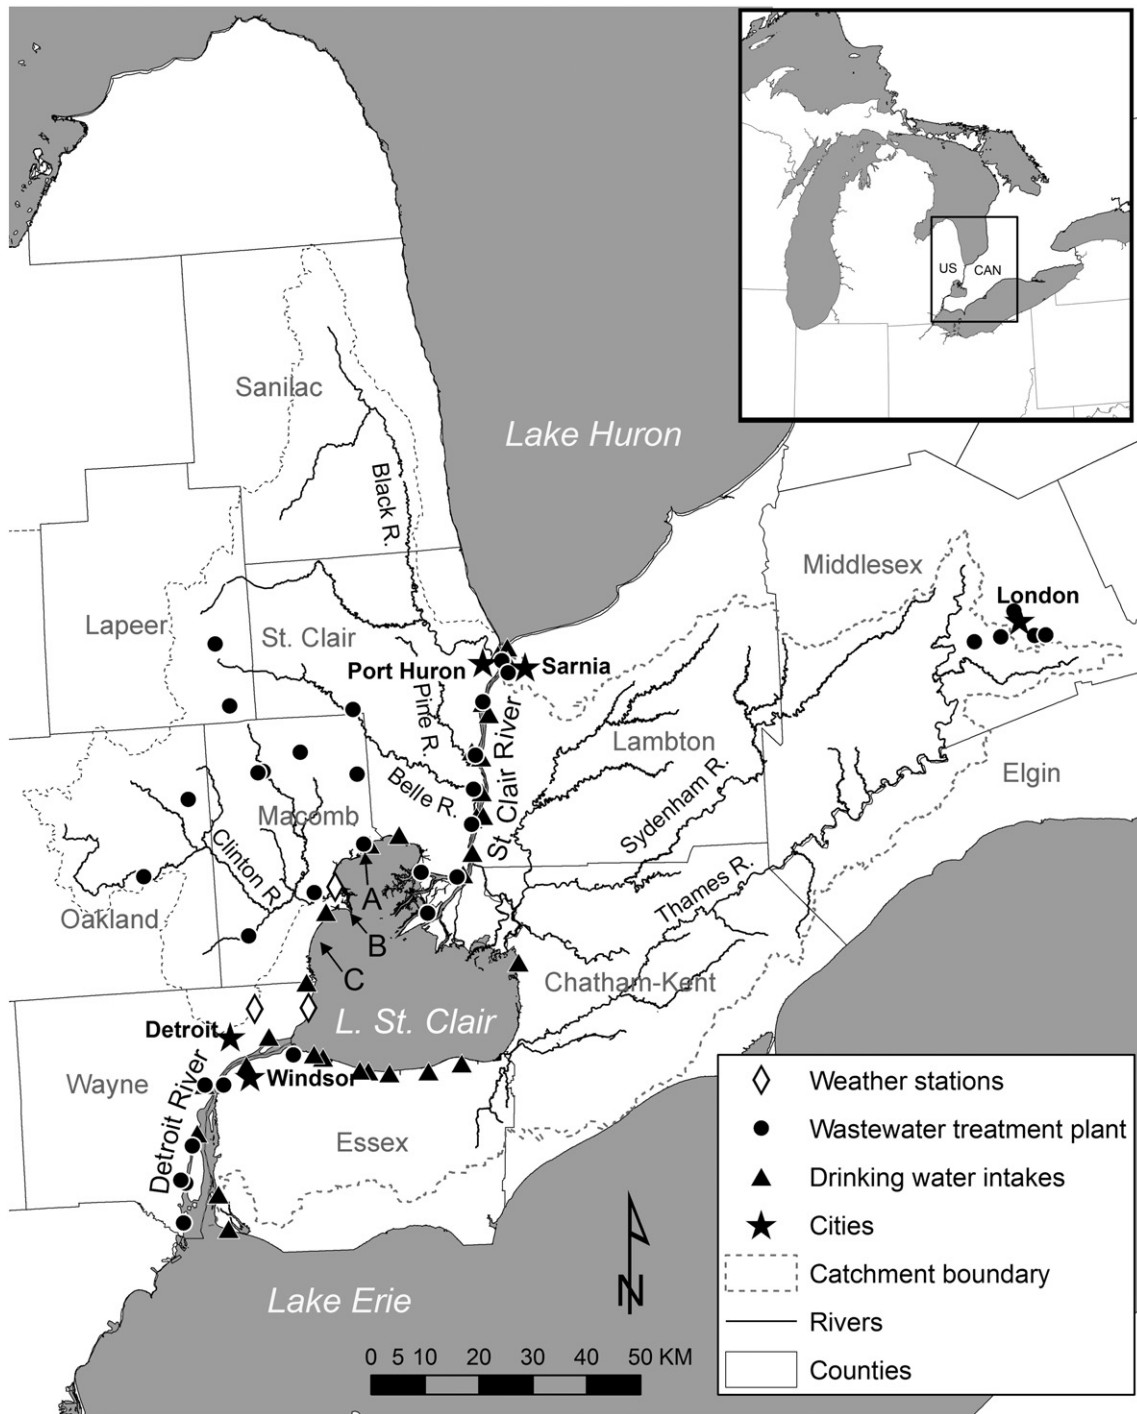 US CAN
Sanilac
Lake Huron
Black R.
Middlesex
London
Lapeer
St. Clair
Port Huron
Sarnia
Pine R.
St. Clair River
Lambton
Elgin
Belle R.
Macomb
Sydenham R.
Clinton R.
A
Thames R.
Oakland
B
C
Chatham-Kent
L. St. Clair
Detroit
Wayne
Windsor
Detroit River
Essex
Lake Erie
N
0 5 10 20 30 40 50 KM
Weather stations
Wastewater treatment plant
Drinking water intakes
Cities
Catchment boundary
Rivers
Counties